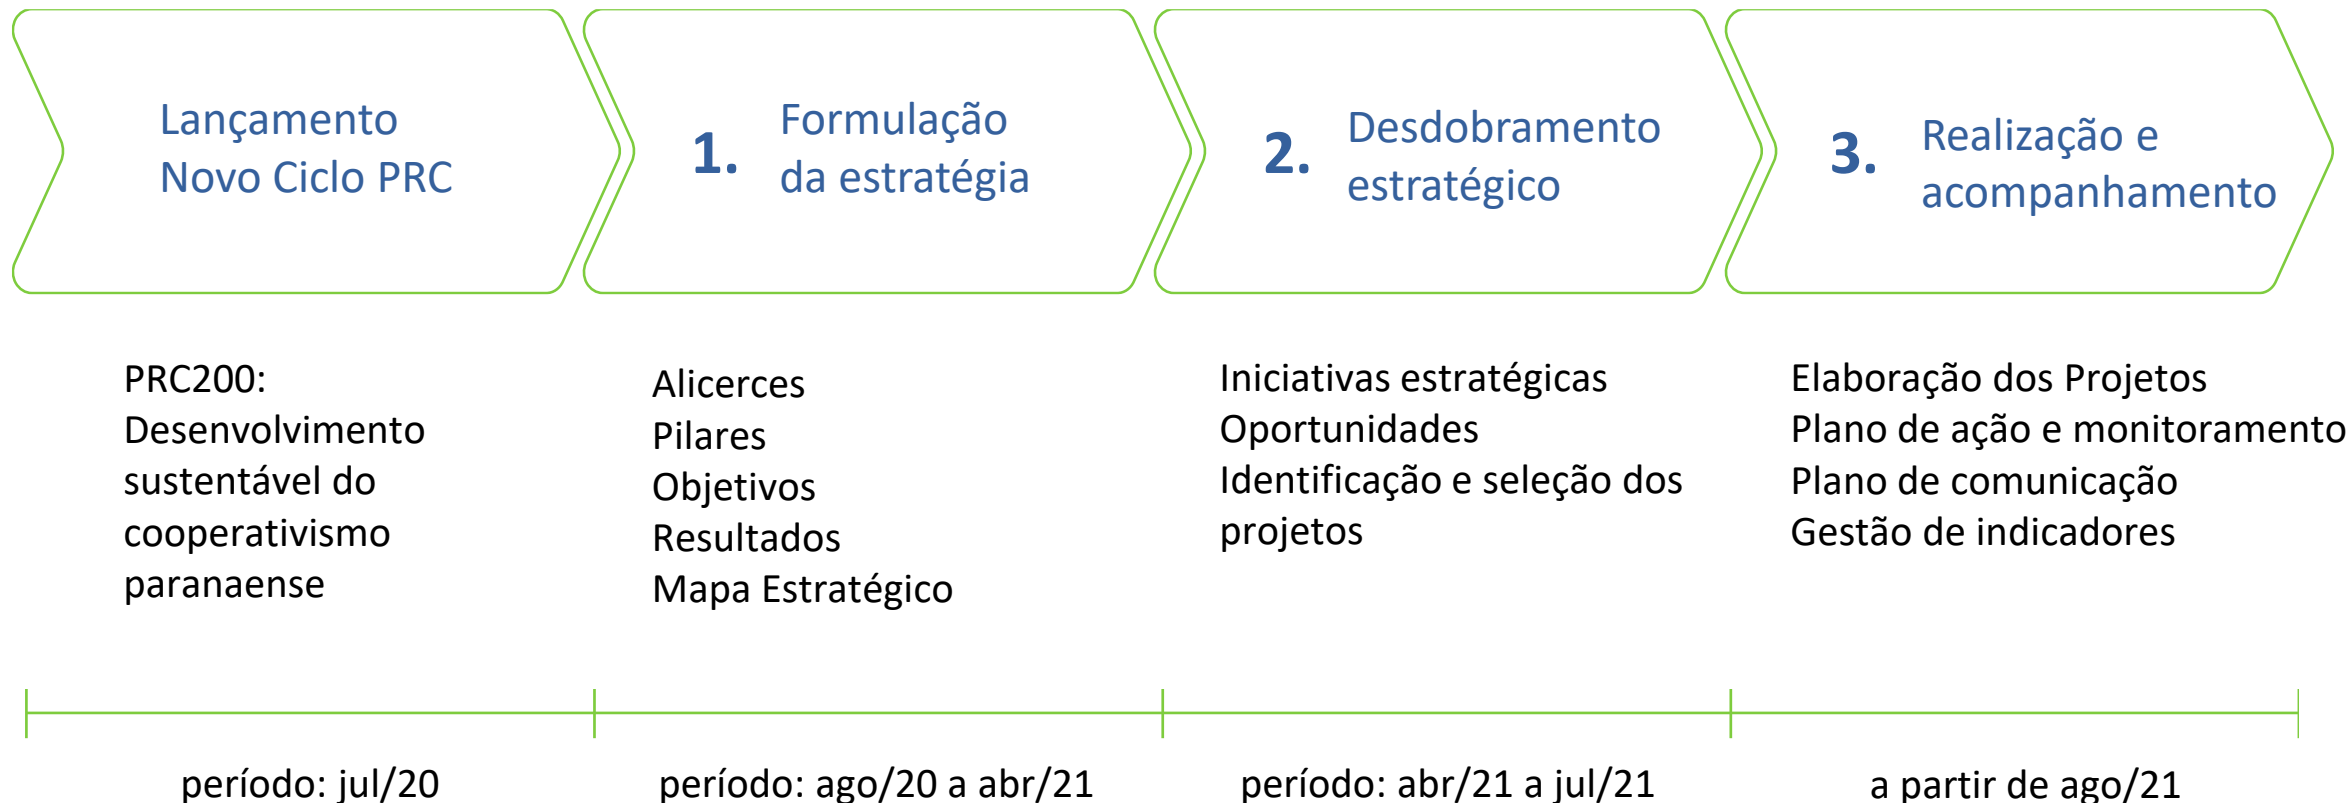 Lançamento
Novo Ciclo PRC
1.
Formulação
da estratégia
2.
Desdobramento
estratégico
3.
Realização e
acompanhamento
PRC200:
Desenvolvimento
sustentável do
cooperativismo
paranaense
Alicerces
Pilares
Objetivos
Resultados
Mapa Estratégico
Iniciativas estratégicas
Oportunidades
Identificação e seleção dos
projetos
Elaboração dos Projetos
Plano de ação e monitoramento
Plano de comunicação
Gestão de indicadores
período: jul/20
período: ago/20 a abr/21
período: abr/21 a jul/21
a partir de ago/21